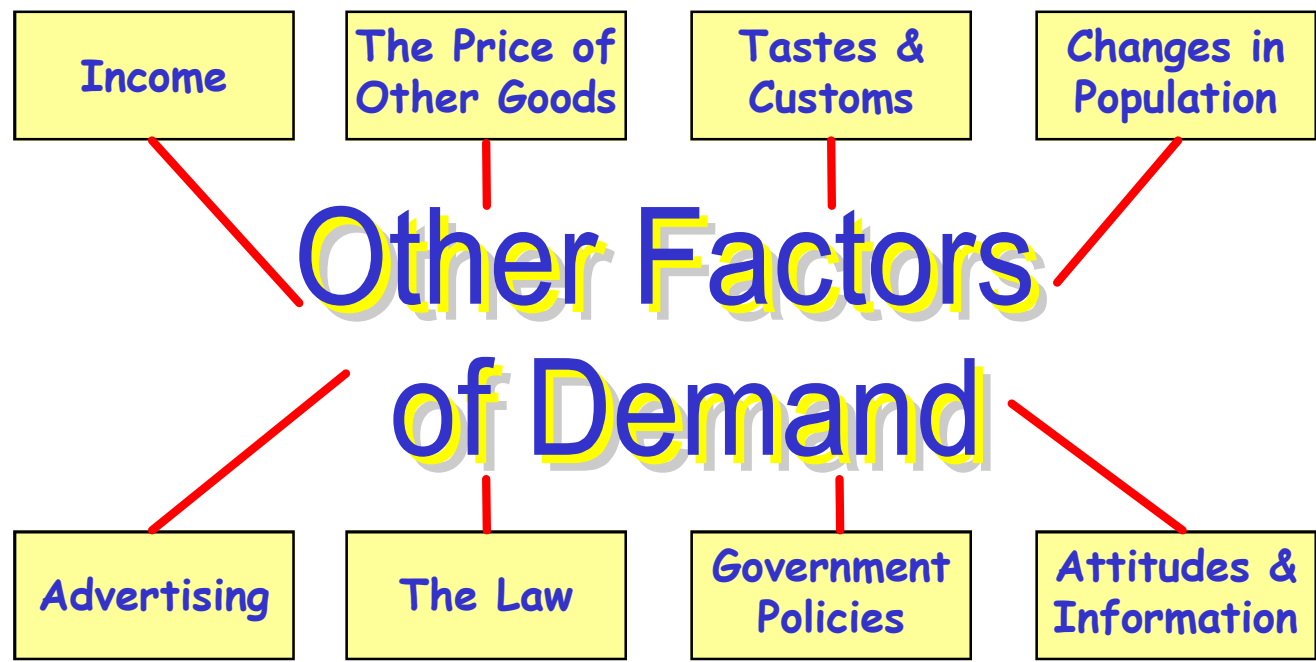 Income
The Price of
Other Goods
Tastes &
Customs
Changes in
Population
Other Factors
of Demand
Advertising
The Law
Government
Policies
Attitudes &
Information